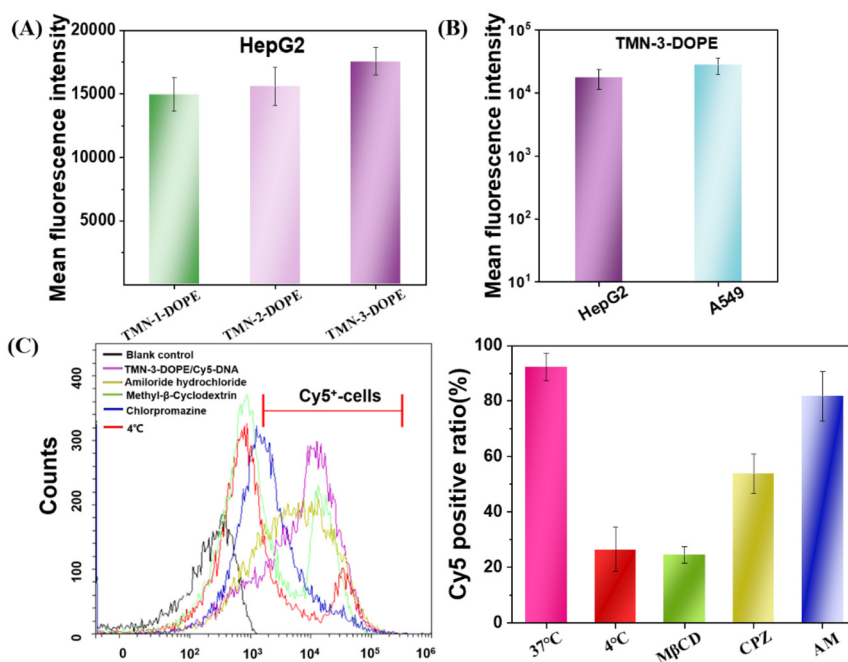 (A)
HepG2
Mean fluorescence intensity
20000
15000
10000
5000
TMN-1-DOPE
TMN-2-DOPE
TMN-3-DOPE
(B)
TMN-3-DOPE
Mean fluorescence intensity
10⁵
10⁴
10³
10²
10¹
HepG2
A549
(C)
Blank control
TMN-3-DOPE/Cy5-DNA
Amiloride hydrochloride
Methyl-β-Cyclodextrin
Chlorpromazine
4℃
Cy5⁺-cells
Counts
400
300
200
100
0
0
10²
10³
10⁴
10⁵
10⁶
Cy5 positive ratio(%)
100
80
60
40
20
0
37℃
4℃
MβCD
CPZ
AM